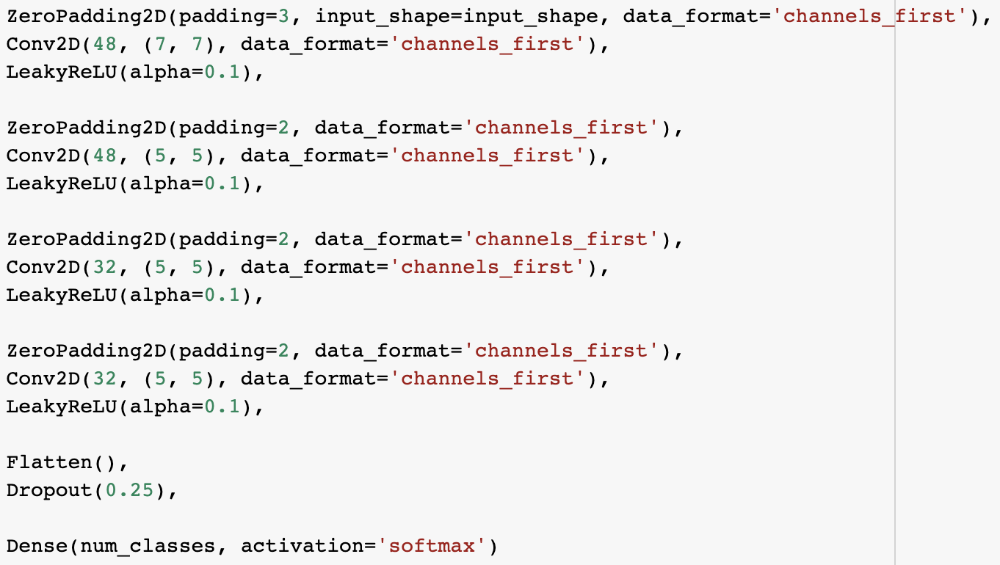 ZeroPadding2D(padding=3, input_shape=input_shape, data_format='channels_first'),
Conv2D(48, (7, 7), data_format='channels_first'),
LeakyReLU(alpha=0.1),
ZeroPadding2D(padding=2, data_format='channels_first'),
Conv2D(48, (5, 5), data_format='channels_first'),
LeakyReLU(alpha=0.1),
ZeroPadding2D(padding=2, data_format='channels_first'),
Conv2D(32, (5, 5), data_format='channels_first'),
LeakyReLU(alpha=0.1),
ZeroPadding2D(padding=2, data_format='channels_first'),
Conv2D(32, (5, 5), data_format='channels_first'),
LeakyReLU(alpha=0.1),
Flatten(),
Dropout(0.25),
Dense(num_classes, activation='softmax')